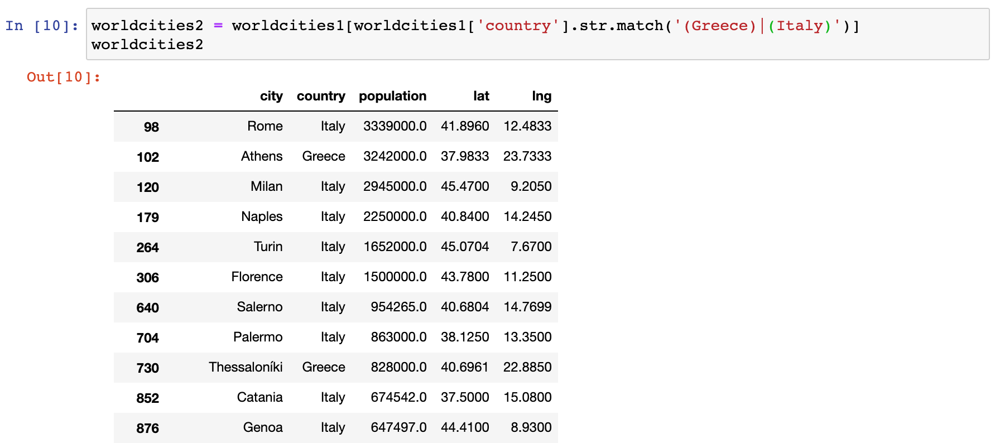 In [10]: worldcities2 = worldcities1[worldcities1['country'].str.match('(Greece)|(Italy)')]
worldcities2
Out[10]:
city country population lat lng
98 Rome Italy 3339000.0 41.8960 12.4833
102 Athens Greece 3242000.0 37.9833 23.7333
120 Milan Italy 2945000.0 45.4700 9.2050
179 Naples Italy 2250000.0 40.8400 14.2450
264 Turin Italy 1652000.0 45.0704 7.6700
306 Florence Italy 1500000.0 43.7800 11.2500
640 Salerno Italy 954265.0 40.6804 14.7699
704 Palermo Italy 863000.0 38.1250 13.3500
730 Thessaloníki Greece 828000.0 40.6961 22.8850
852 Catania Italy 674542.0 37.5000 15.0800
876 Genoa Italy 647497.0 44.4100 8.9300